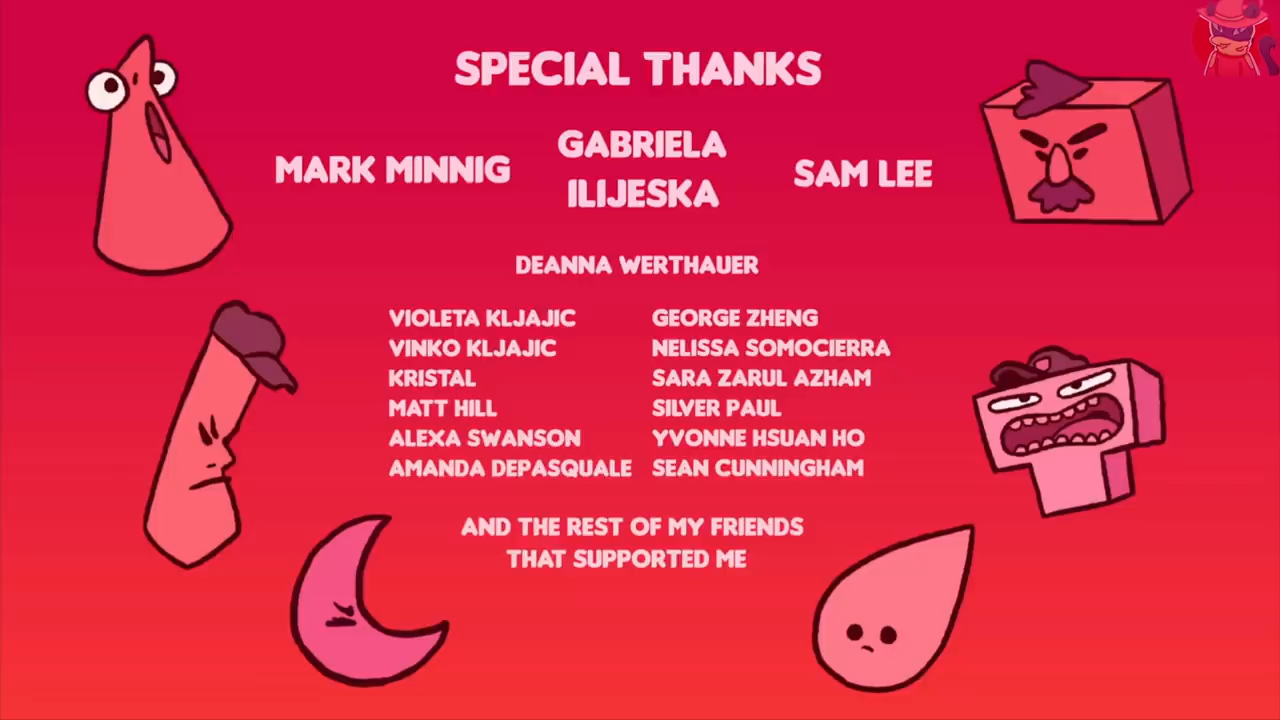 SPECIAL THANKS
MARK MINNIG
GABRIELA
ILIJESKA
SAM LEE
DEANNA WERTHAUER
VIOLETA KLJAJIC
VINKO KLJAJIC
KRISTAL
MATT HILL
ALEXA SWANSON
AMANDA DEPASQUALE
GEORGE ZHENG
NELISSA SOMOCIERRA
SARA ZARUL AZHAM
SILVER PAUL
YVONNE HSUAN HO
SEAN CUNNINGHAM
AND THE REST OF MY FRIENDS
THAT SUPPORTED ME